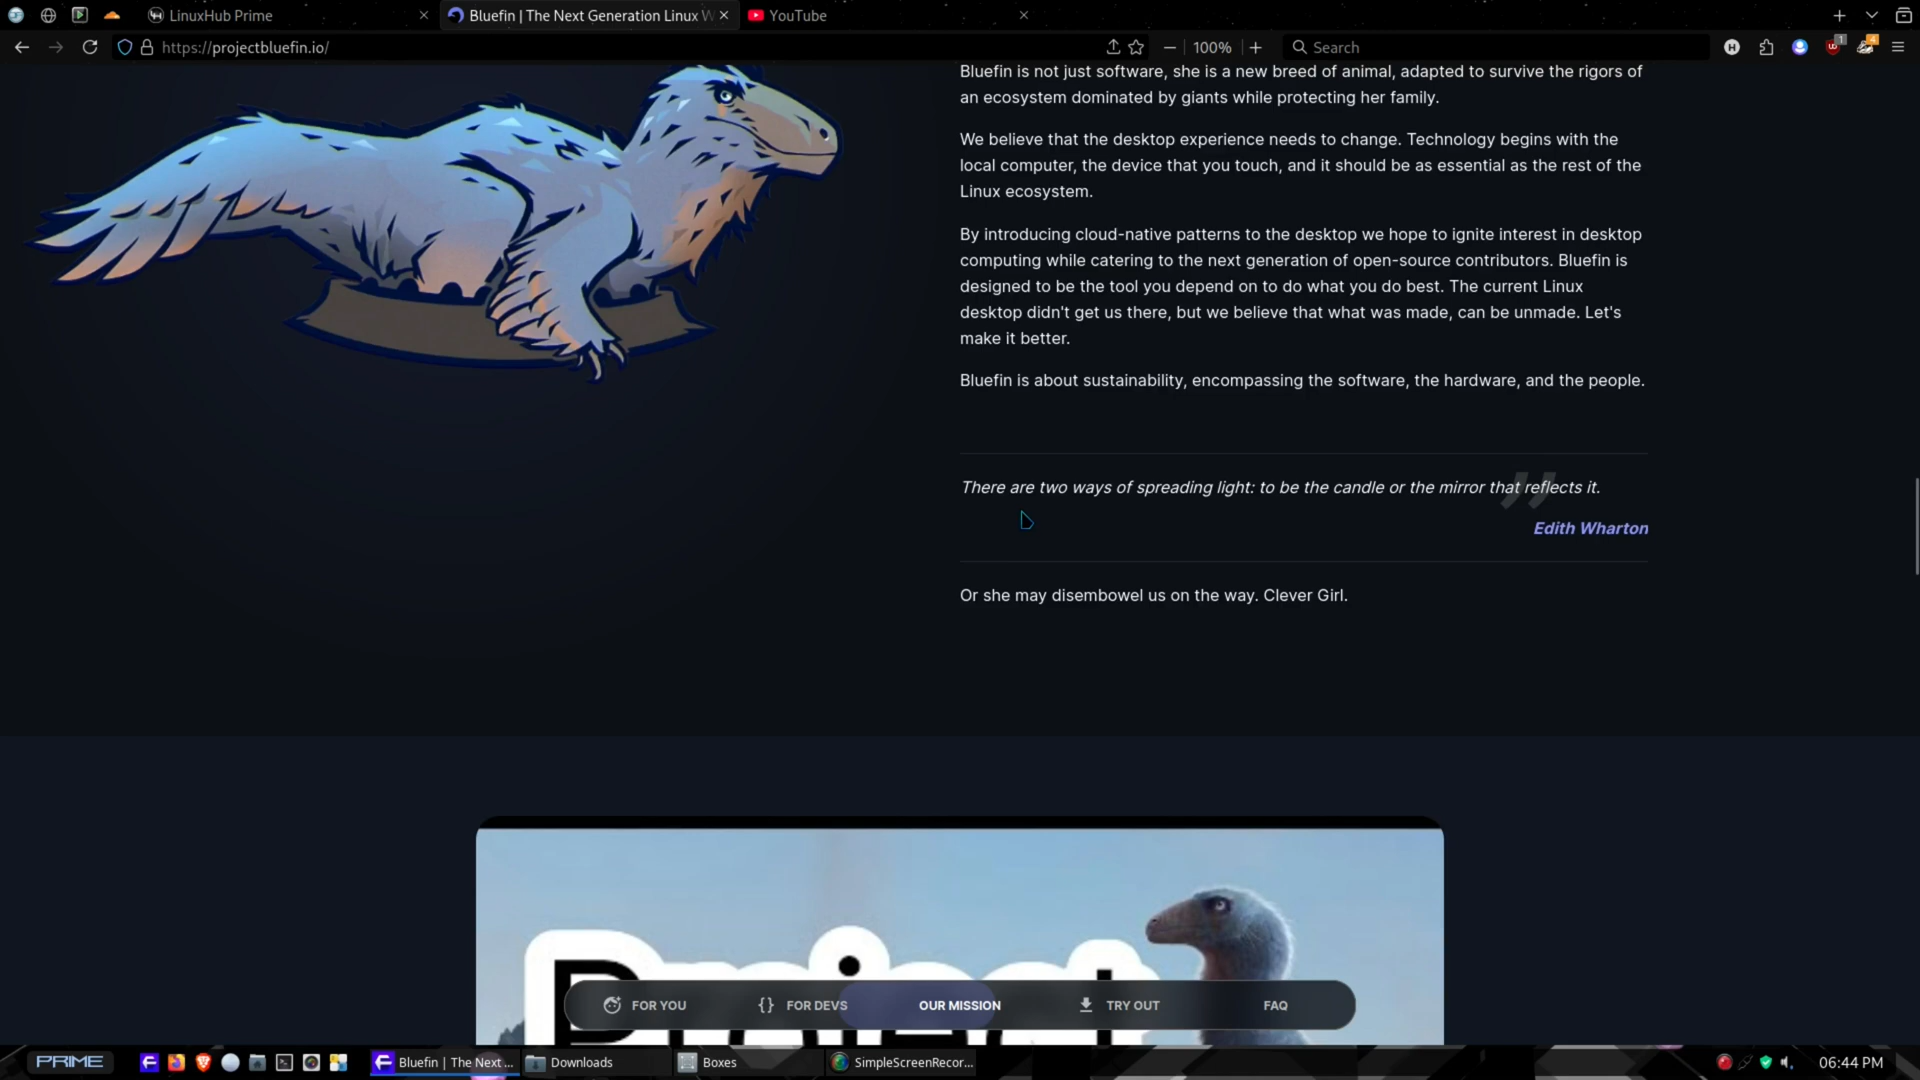 LinuxHub Prime
Bluefin | The Next Generation Linux W
YouTube
https://projectbluefin.io/
100%
Search
1
4
Bluefin is not just software, she is a new breed of animal, adapted to survive the rigors of
an ecosystem dominated by giants while protecting her family.
We believe that the desktop experience needs to change. Technology begins with the
local computer, the device that you touch, and it should be as essential as the rest of the
Linux ecosystem.
By introducing cloud-native patterns to the desktop we hope to ignite interest in desktop
computing while catering to the next generation of open-source contributors. Bluefin is
designed to be the tool you depend on to do what you do best. The current Linux
desktop didn't get us there, but we believe that what was made, can be unmade. Let's
make it better.
Bluefin is about sustainability, encompassing the software, the hardware, and the people.
There are two ways of spreading light: to be the candle or the mirror that reflects it.
”
Edith Wharton
Or she may disembowel us on the way. Clever Girl.
Project
FOR YOU
{} FOR DEVS
OUR MISSION
TRY OUT
FAQ
PRIME
Bluefin | The Next ...
Downloads
Boxes
SimpleScreenRecor...
06:44 PM